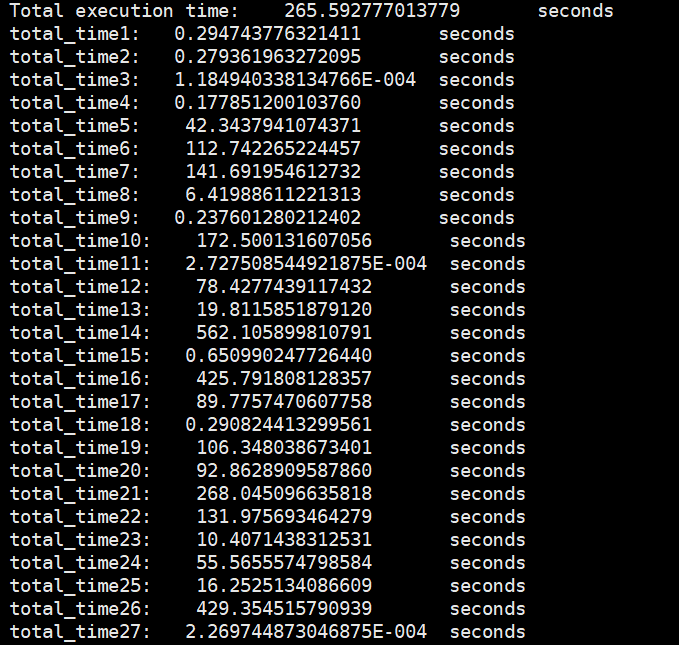 Total execution time:    265.592777013779       seconds
total_time1:   0.294743776321411       seconds
total_time2:   0.279361963272095       seconds
total_time3:   1.184940338134766E-004  seconds
total_time4:   0.177851200103760       seconds
total_time5:    42.3437941074371       seconds
total_time6:    112.742265224457       seconds
total_time7:    141.691954612732       seconds
total_time8:    6.41988611221313       seconds
total_time9:   0.237601280212402       seconds
total_time10:    172.500131607056       seconds
total_time11:   2.727508544921875E-004  seconds
total_time12:    78.4277439117432       seconds
total_time13:    19.8115851879120       seconds
total_time14:    562.105899810791       seconds
total_time15:   0.650990247726440       seconds
total_time16:    425.791808128357       seconds
total_time17:    89.7757470607758       seconds
total_time18:   0.290824413299561       seconds
total_time19:    106.348038673401       seconds
total_time20:    92.8628909587860       seconds
total_time21:    268.045096635818       seconds
total_time22:    131.975693464279       seconds
total_time23:    10.4071438312531       seconds
total_time24:    55.5655574798584       seconds
total_time25:    16.2525134086609       seconds
total_time26:    429.354515790939       seconds
total_time27:   2.269744873046875E-004  seconds